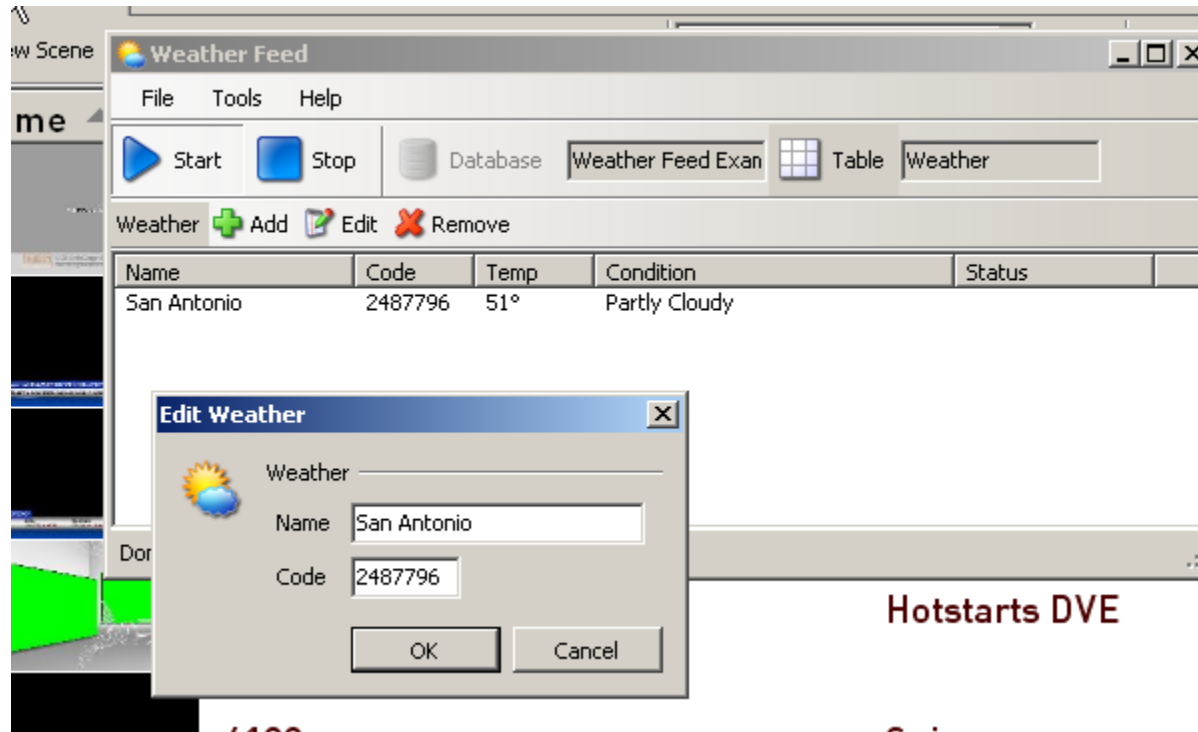 w Scene
Weather Feed
File Tools Help
me
Start Stop Database Weather Feed Exan Table Weather
Weather Add Edit Remove
Name Code Temp Condition Status
San Antonio 2487796 51° Partly Cloudy
Edit Weather
Weather
Name San Antonio
Dor
Code 2487796
Hotstarts DVE
OK Cancel